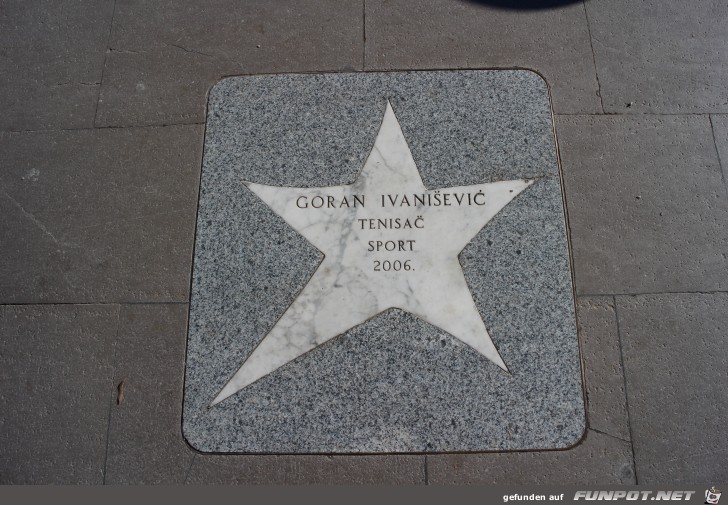 GORAN IVANIŠEVIĆ
TENISAČ
SPORT
2006.
gefunden auf FUNPOT.NET